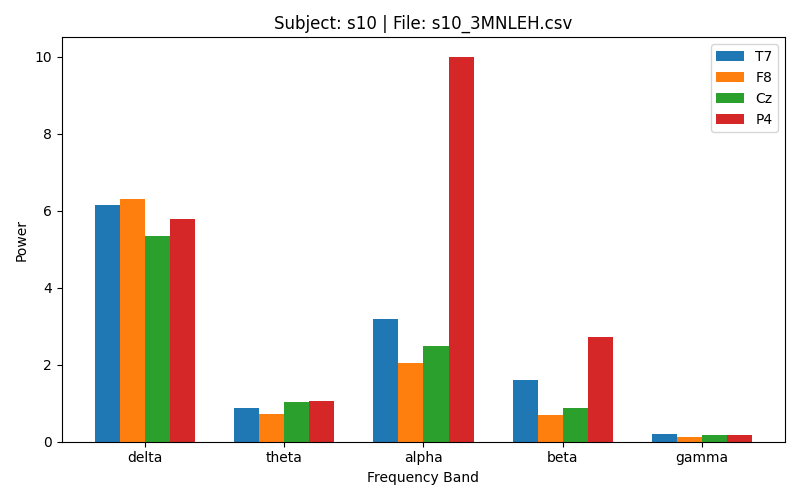 Subject: s10 | File: s10_3MNLEH.csv
T7
F8
Cz
P4
Power
10
8
6
4
2
0
delta theta alpha beta gamma
Frequency Band